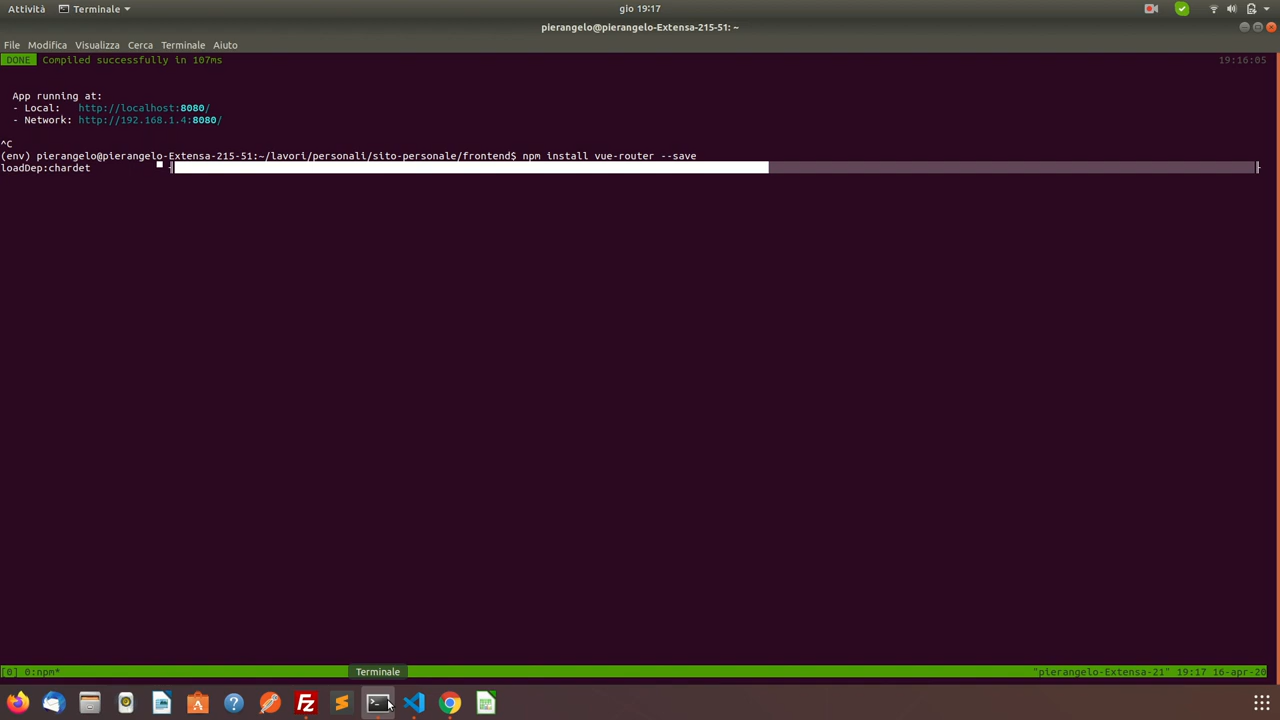 Attività Terminale gio 19:17
pierangelo@pierangelo-Extensa-215-51: ~
File Modifica Visualizza Cerca Terminale Aiuto
DONE Compiled successfully in 107ms 19:16:05
App running at:
- Local: http://localhost:8080/
- Network: http://192.168.1.4:8080/
^C
(env) pierangelo@pierangelo-Extensa-215-51:~/lavori/personali/sito-personale/frontend$ npm install vue-router --save
loadDep:chardet
[0] 0:npm* "pierangelo-Extensa-21" 19:17 16-apr-20
Terminale